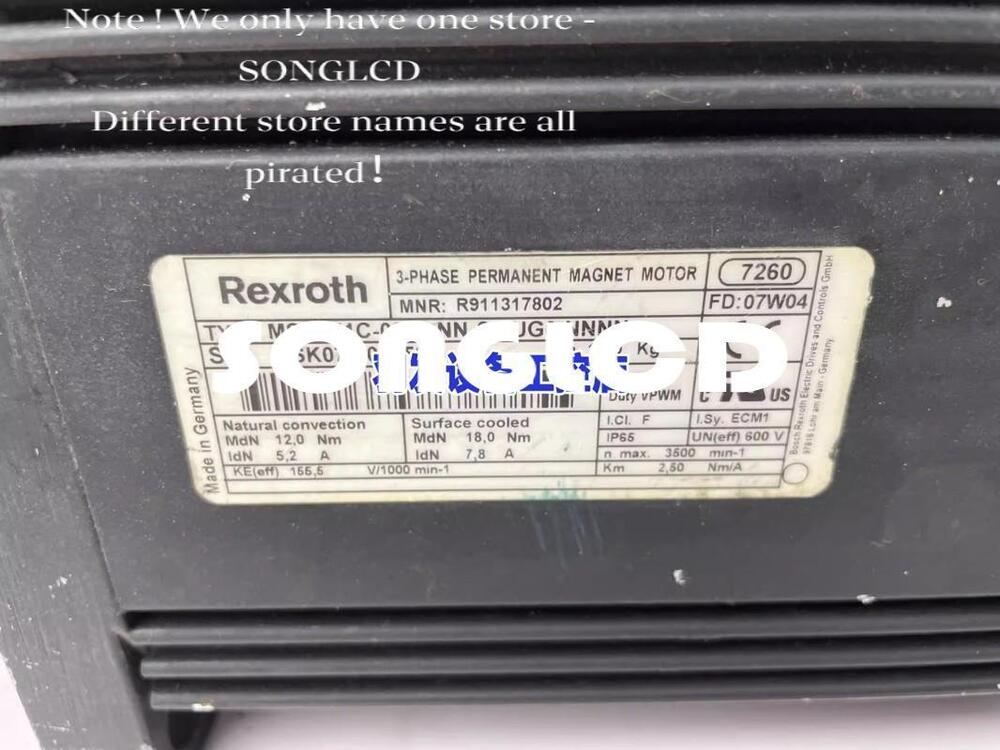 Note ! We only have one store -
SONGLCD
Different store names are all
pirated !
Rexroth
3-PHASE PERMANENT MAGNET MOTOR
7260
MNR: R911317802
FD: 07W04
SONGLCD
Duty VPWM
C US
Natural convection
MdN 12,0 Nm
IdN 5,2 A
Surface cooled
MdN 18,0 Nm
IdN 7,8 A
I.Cl. F
I.Sy. ECM1
IP65
UN(eff) 600 V
n max. 3500 min-1
KE(eff) 155,5 V/1000 min-1
Km 2,50 Nm/A
Made in Germany
Bosch Rexroth Electric Drives and Controls GmbH
97816 Lohr am Main - Germany